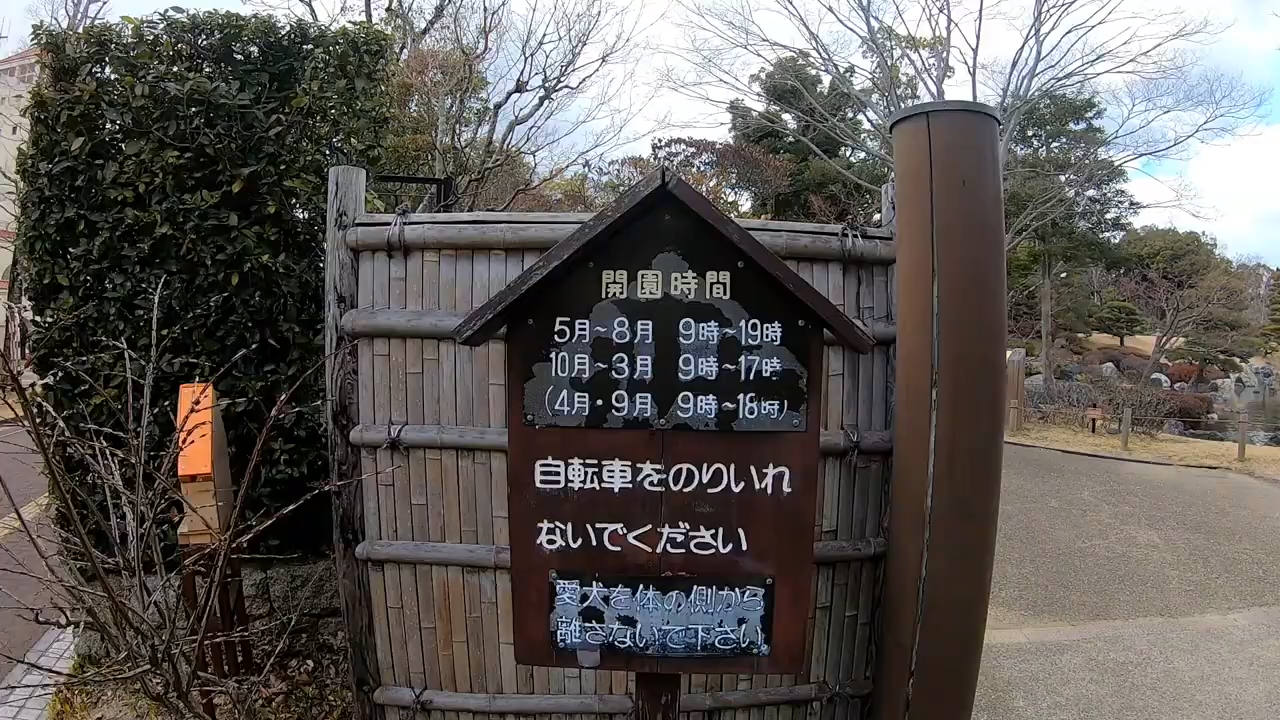 開園時間
5月~8月 9時~19時
10月~3月 9時~17時
(4月・9月 9時~18時)
自転車をのりいれ
ないでください
愛犬を体の側から
離さないで下さい